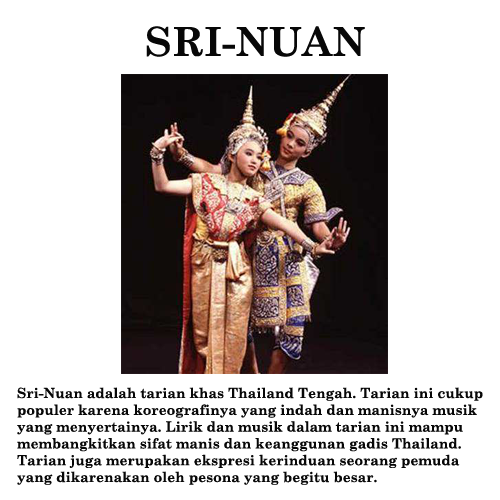 SRI-NUAN
Sri-Nuan adalah tarian khas Thailand Tengah. Tarian ini cukup
populer karena koreografinya yang indah dan manisnya musik
yang menyertainya. Lirik dan musik dalam tarian ini mampu
membangkitkan sifat manis dan keanggunan gadis Thailand.
Tarian juga merupakan ekspresi kerinduan seorang pemuda
yang dikarenakan oleh pesona yang begitu besar.